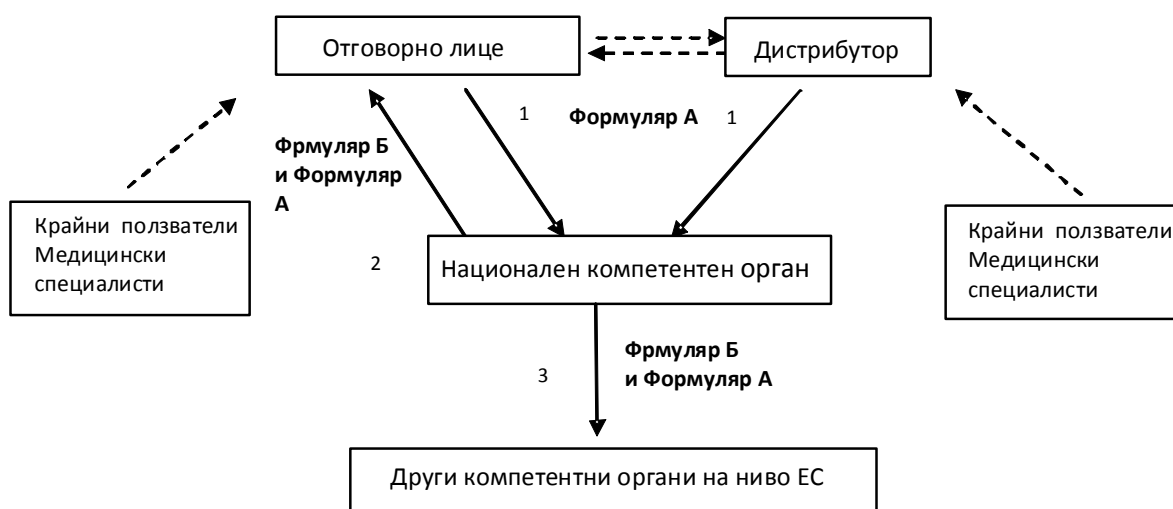 Отговорно лице
Дистрибутор
1
Формуляр А
1
Фрмуляр Б
и Формуляр
А
Крайни ползватели
Медицински
специалисти
Крайни ползватели
Медицински
специалисти
2
Национален компетентен орган
Фрмуляр Б
и Формуляр А
3
Други компетентни органи на ниво ЕС